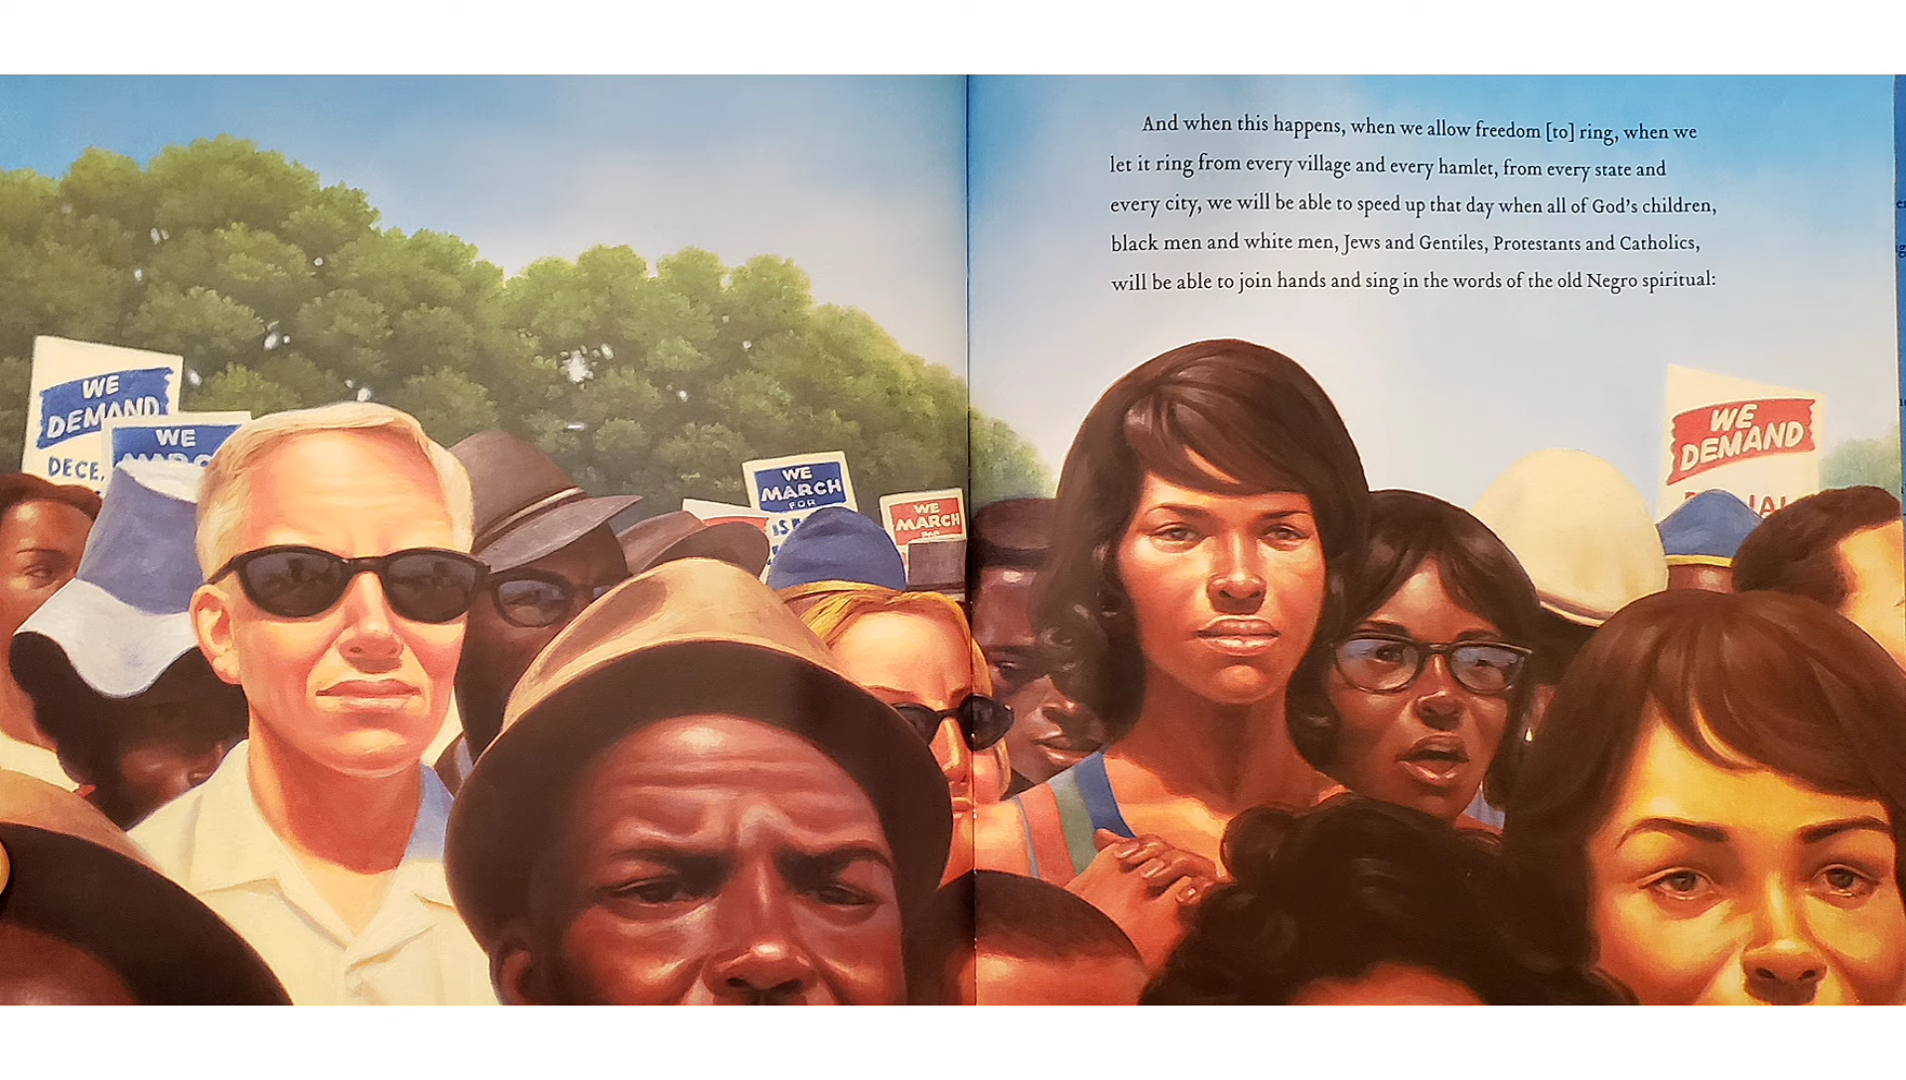 And when this happens, when we allow freedom [to] ring, when we
let it ring from every village and every hamlet, from every state and
every city, we will be able to speed up that day when all of God's children,
black men and white men, Jews and Gentiles, Protestants and Catholics,
will be able to join hands and sing in the words of the old Negro spiritual:
WE
DEMAND
WE
WE
MARCH
FOR
WE
MARCH
WE
DEMAND